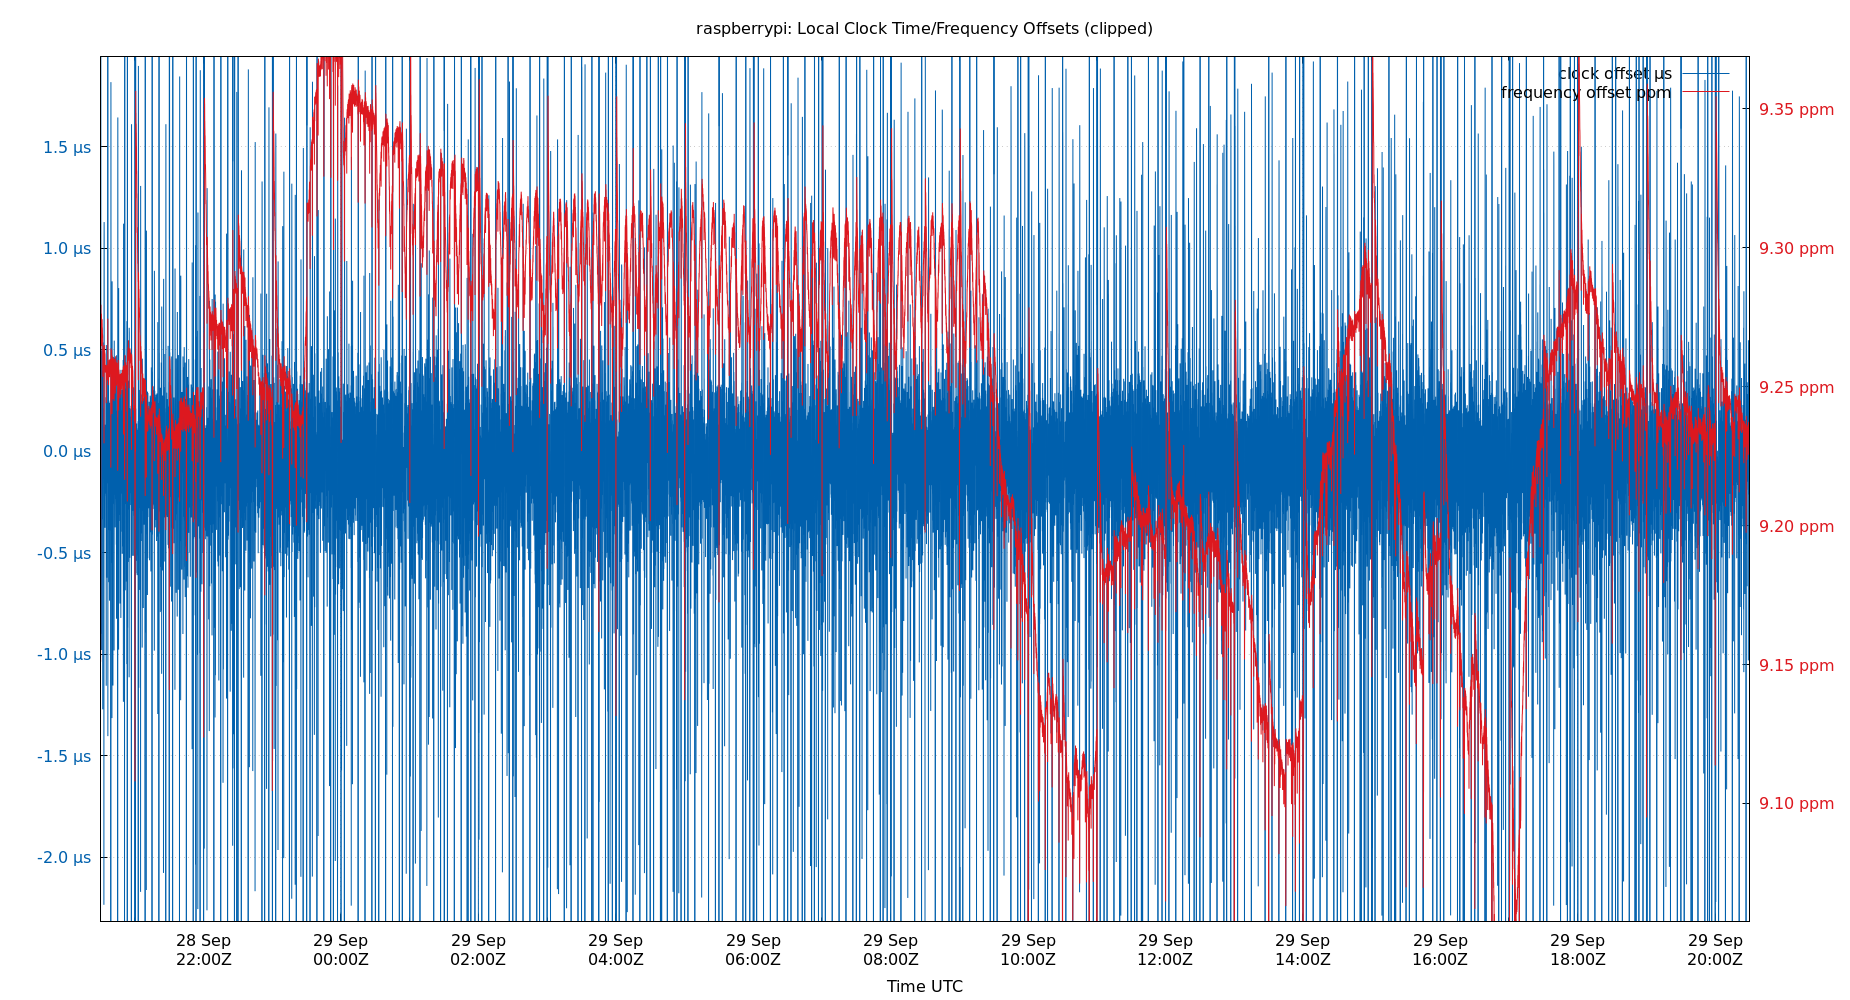 raspberrypi: Local Clock Time/Frequency Offsets (clipped)
clock offset µs
frequency offset ppm
1.5 µs
1.0 µs
0.5 µs
0.0 µs
-0.5 µs
-1.0 µs
-1.5 µs
-2.0 µs
9.35 ppm
9.30 ppm
9.25 ppm
9.20 ppm
9.15 ppm
9.10 ppm
28 Sep 29 Sep 29 Sep 29 Sep 29 Sep 29 Sep 29 Sep 29 Sep 29 Sep 29 Sep 29 Sep 29 Sep
22:00Z 00:00Z 02:00Z 04:00Z 06:00Z 08:00Z 10:00Z 12:00Z 14:00Z 16:00Z 18:00Z 20:00Z
Time UTC